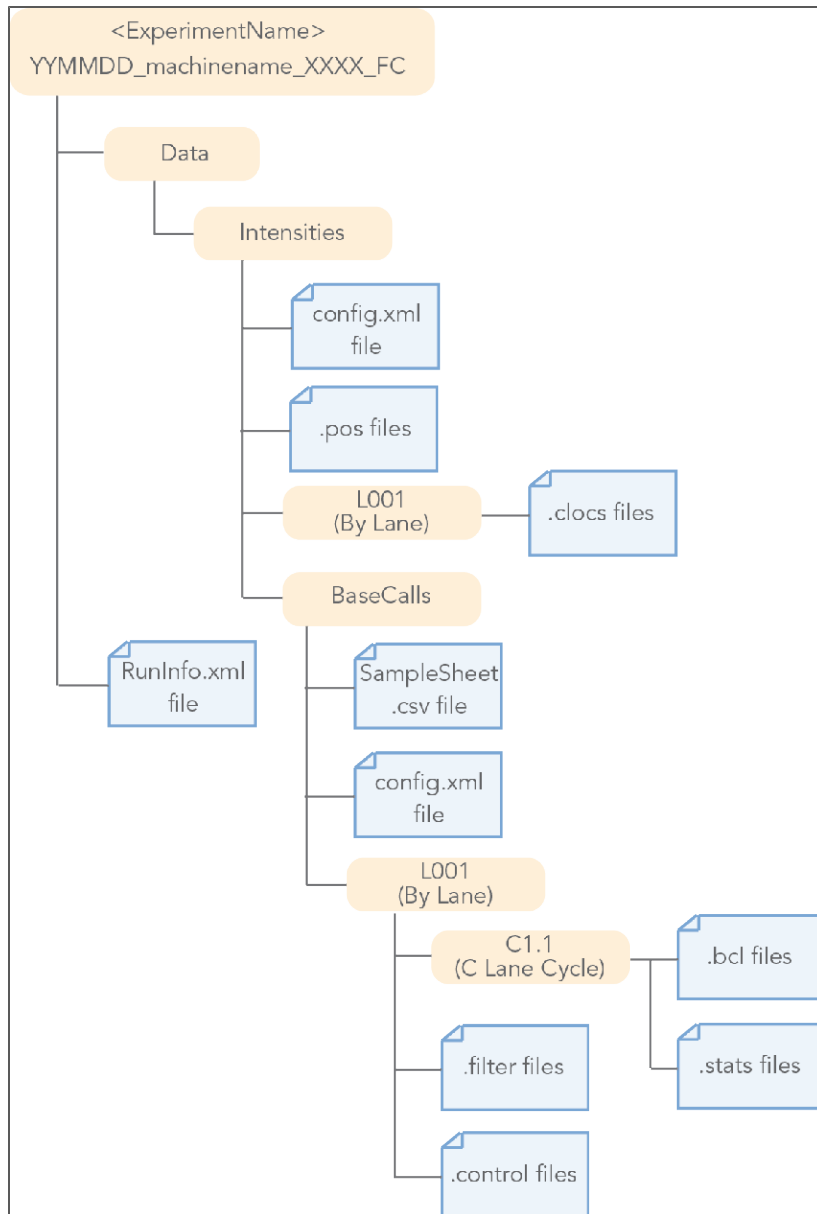 <ExperimentName>
YYMMDD_machinename_XXXX_FC
Data
Intensities
config.xml
file
.pos files
L001
(By Lane)
.clocs files
BaseCalls
RunInfo.xml
file
SampleSheet
.csv file
config.xml
file
L001
(By Lane)
C1.1
(C Lane Cycle)
.bcl files
.filter files
.stats files
.control files